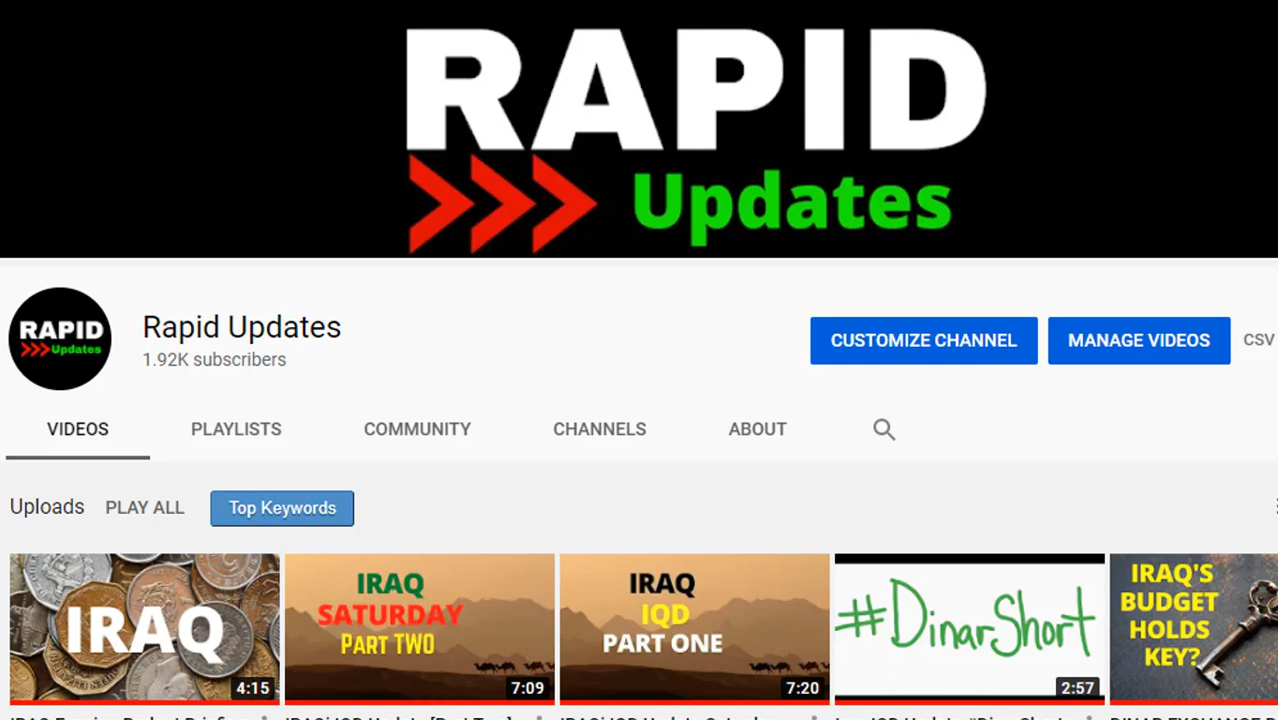 RAPID
>>> Updates
RAPID
>>>Updates
Rapid Updates
1.92K subscribers
CUSTOMIZE CHANNEL
MANAGE VIDEOS
CSV
VIDEOS
PLAYLISTS
COMMUNITY
CHANNELS
ABOUT
Uploads
PLAY ALL
Top Keywords
IRAQ
4:15
IRAQ
SATURDAY
PART TWO
7:09
IRAQ
IQD
PART ONE
7:20
#DinarShort
2:57
IRAQ'S
BUDGET
HOLDS
KEY?